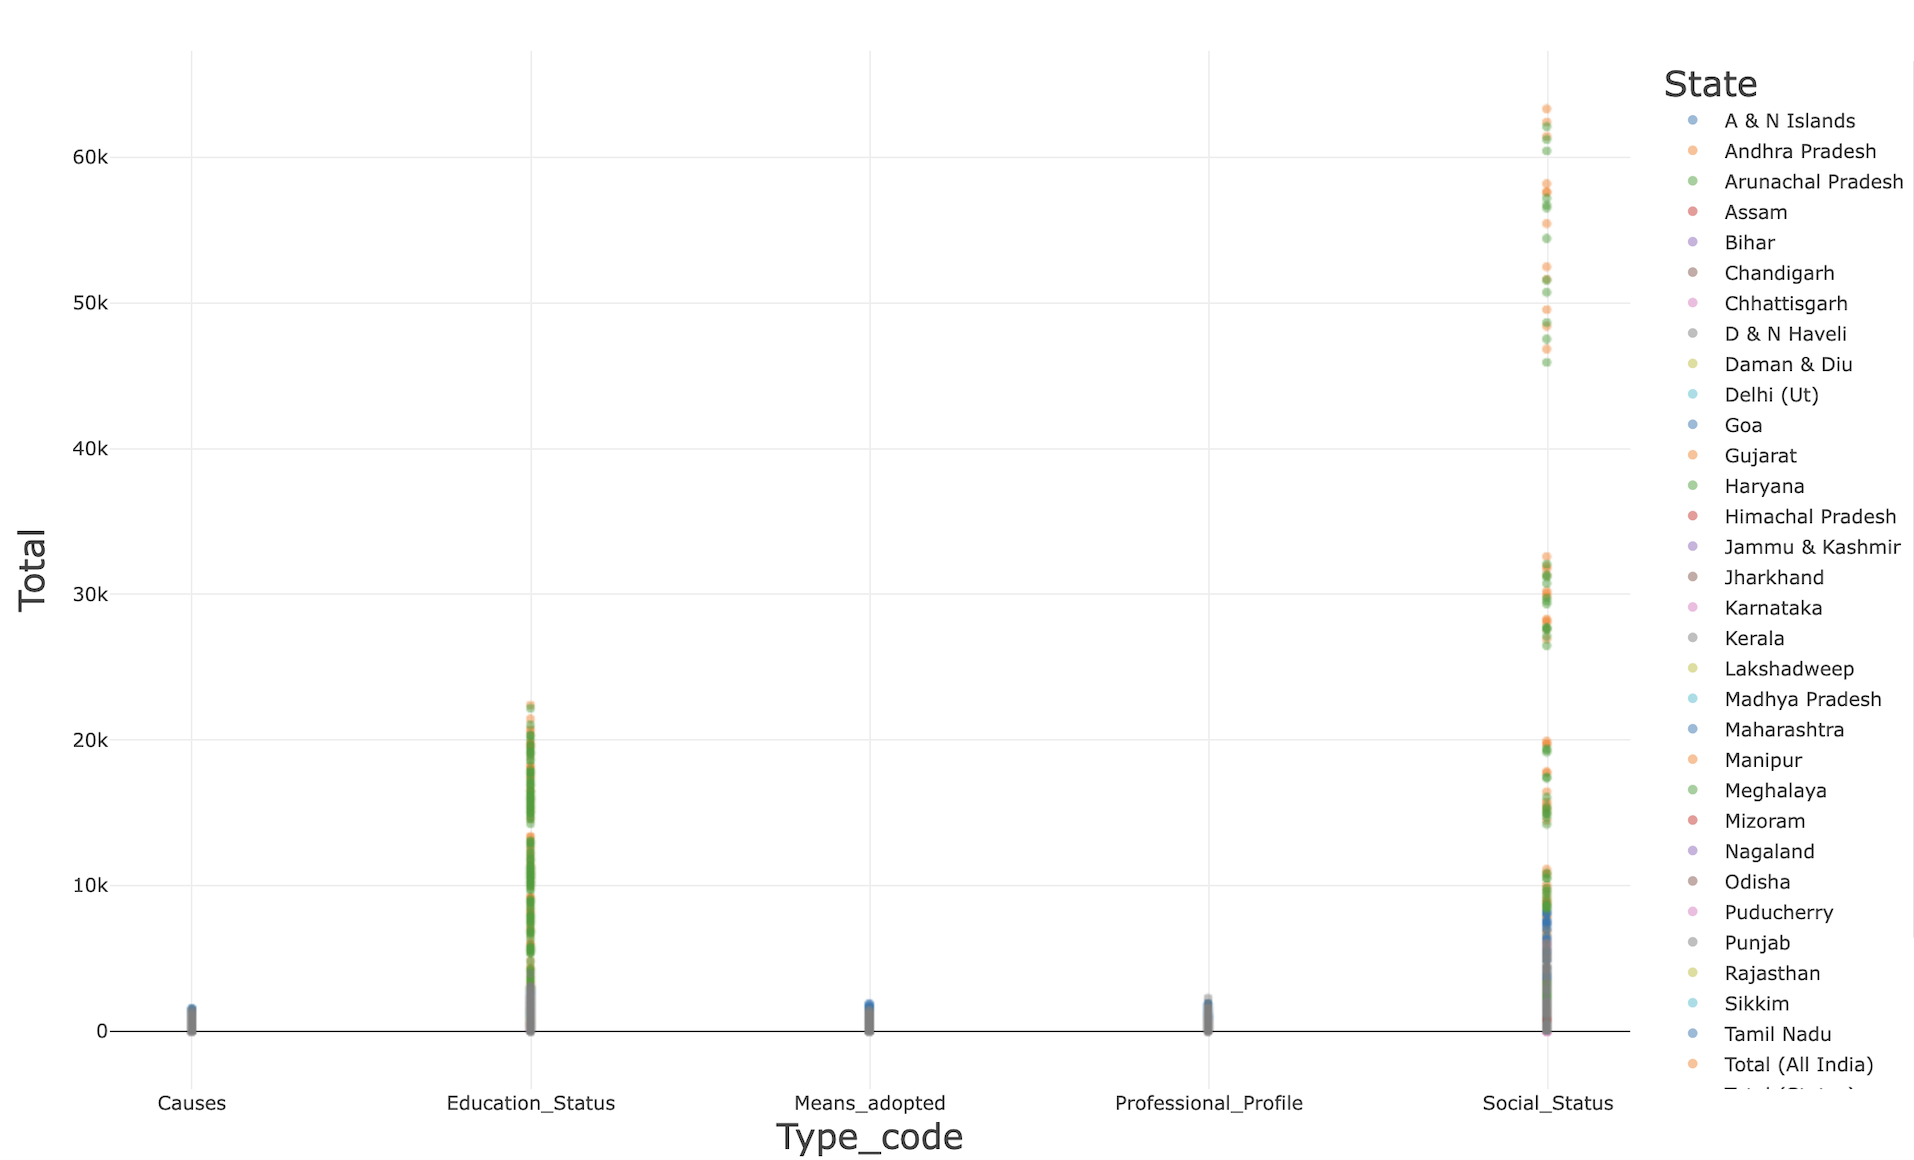 State
A & N Islands
Andhra Pradesh
Arunachal Pradesh
Assam
Bihar
Chandigarh
Chhattisgarh
D & N Haveli
Daman & Diu
Delhi (Ut)
Goa
Gujarat
Haryana
Himachal Pradesh
Jammu & Kashmir
Jharkhand
Karnataka
Kerala
Lakshadweep
Madhya Pradesh
Maharashtra
Manipur
Meghalaya
Mizoram
Nagaland
Odisha
Puducherry
Punjab
Rajasthan
Sikkim
Tamil Nadu
Total (All India)
60k
50k
40k
30k
20k
10k
0
Total
Causes
Education_Status
Means_adopted
Professional_Profile
Social_Status
Type_code